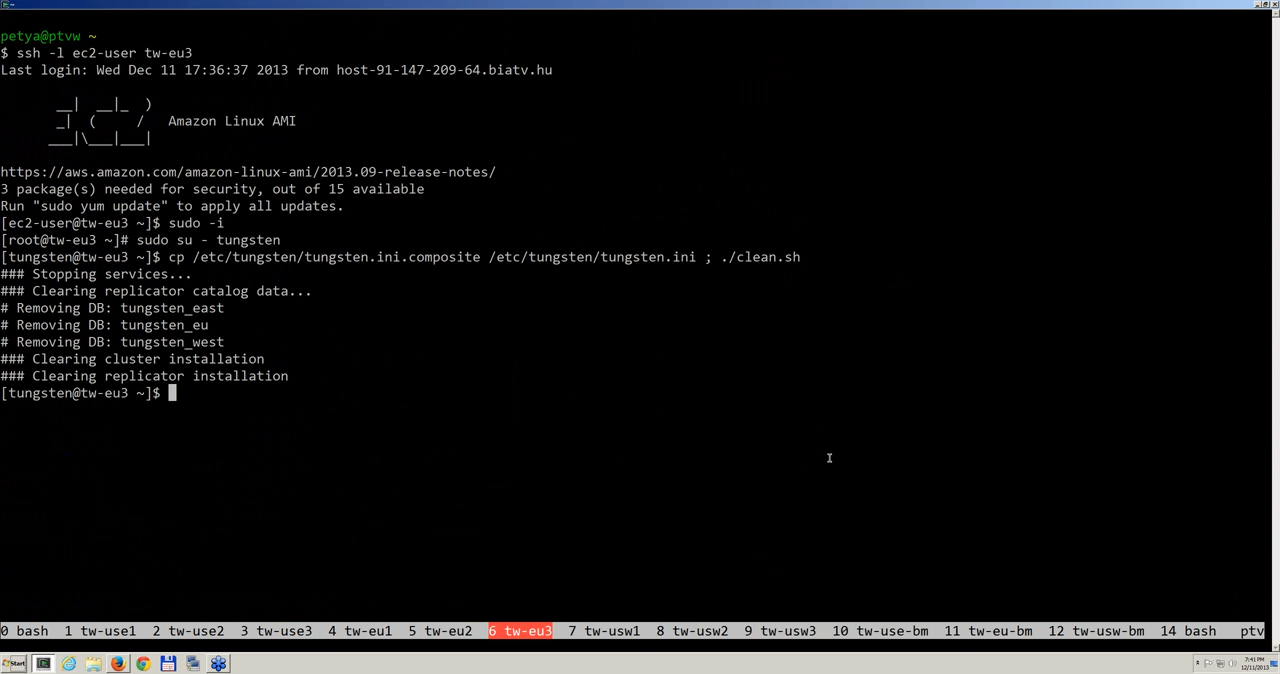 petya@ptvw ~
$ ssh -l ec2-user tw-eu3
Last login: Wed Dec 11 17:36:37 2013 from host-91-147-209-64.biatv.hu
__|  __|_  )
_|  (     /   Amazon Linux AMI
___|\___|___|
https://aws.amazon.com/amazon-linux-ami/2013.09-release-notes/
3 package(s) needed for security, out of 15 available
Run "sudo yum update" to apply all updates.
[ec2-user@tw-eu3 ~]$ sudo -i
[root@tw-eu3 ~]# sudo su - tungsten
[tungsten@tw-eu3 ~]$ cp /etc/tungsten/tungsten.ini.composite /etc/tungsten/tungsten.ini ; ./clean.sh
### Stopping services...
### Clearing replicator catalog data...
# Removing DB: tungsten_east
# Removing DB: tungsten_eu
# Removing DB: tungsten_west
### Clearing cluster installation
### Clearing replicator installation
[tungsten@tw-eu3 ~]$
0 bash  1 tw-use1  2 tw-use2  3 tw-use3  4 tw-eu1  5 tw-eu2  6 tw-eu3  7 tw-usw1  8 tw-usw2  9 tw-usw3  10 tw-use-bm  11 tw-eu-bm  12 tw-usw-bm  14 bash  ptv
Start
7:41 PM
12/11/2013